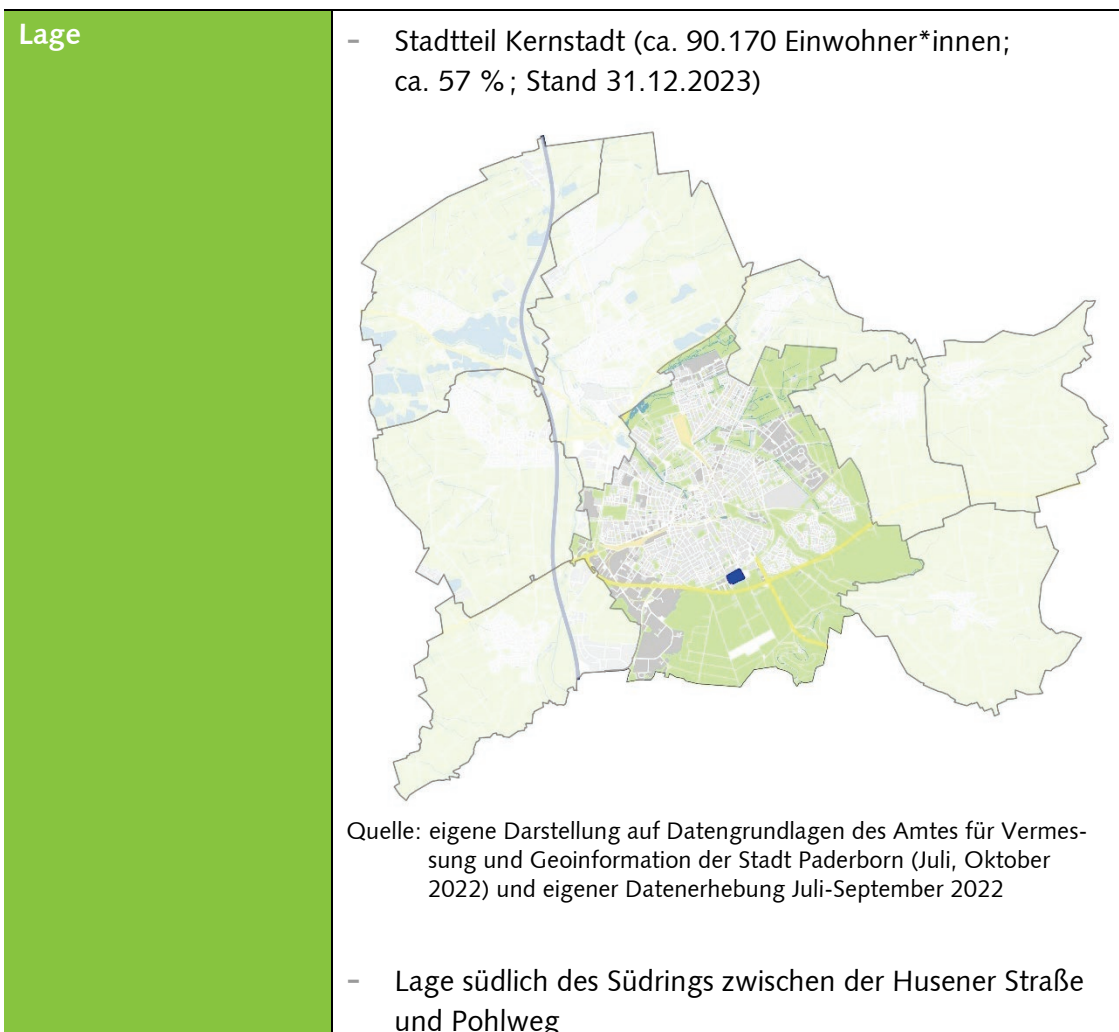 Lage
- Stadtteil Kernstadt (ca. 90.170 Einwohner*innen;
ca. 57 %; Stand 31.12.2023)
Quelle: eigene Darstellung auf Datengrundlagen des Amtes für Vermes-
sung und Geoinformation der Stadt Paderborn (Juli, Oktober
2022) und eigener Datenerhebung Juli-September 2022
- Lage südlich des Südrings zwischen der Husener Straße
und Pohlweg